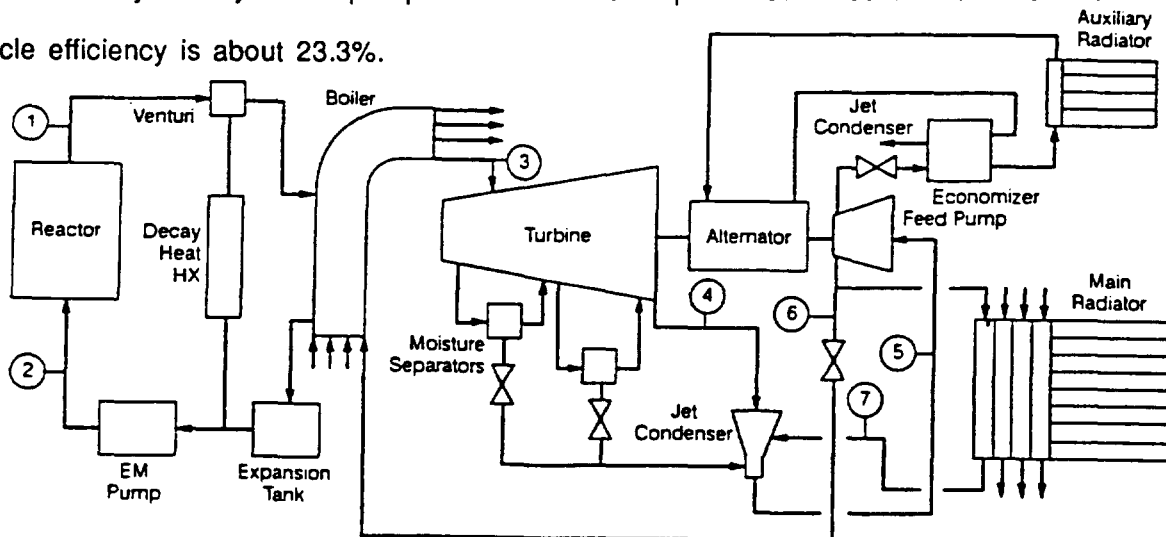 cle efficiency is about 23.3%.
Auxiliary
Radiator
1
Venturi
Boiler
Jet
Condenser
3
Economizer
Feed Pump
Reactor
Decay
Heat
HX
Turbine
Alternator
4
6
Main
Radiator
Moisture
Separators
5
2
7
Jet
Condenser
EM
Pump
Expansion
Tank